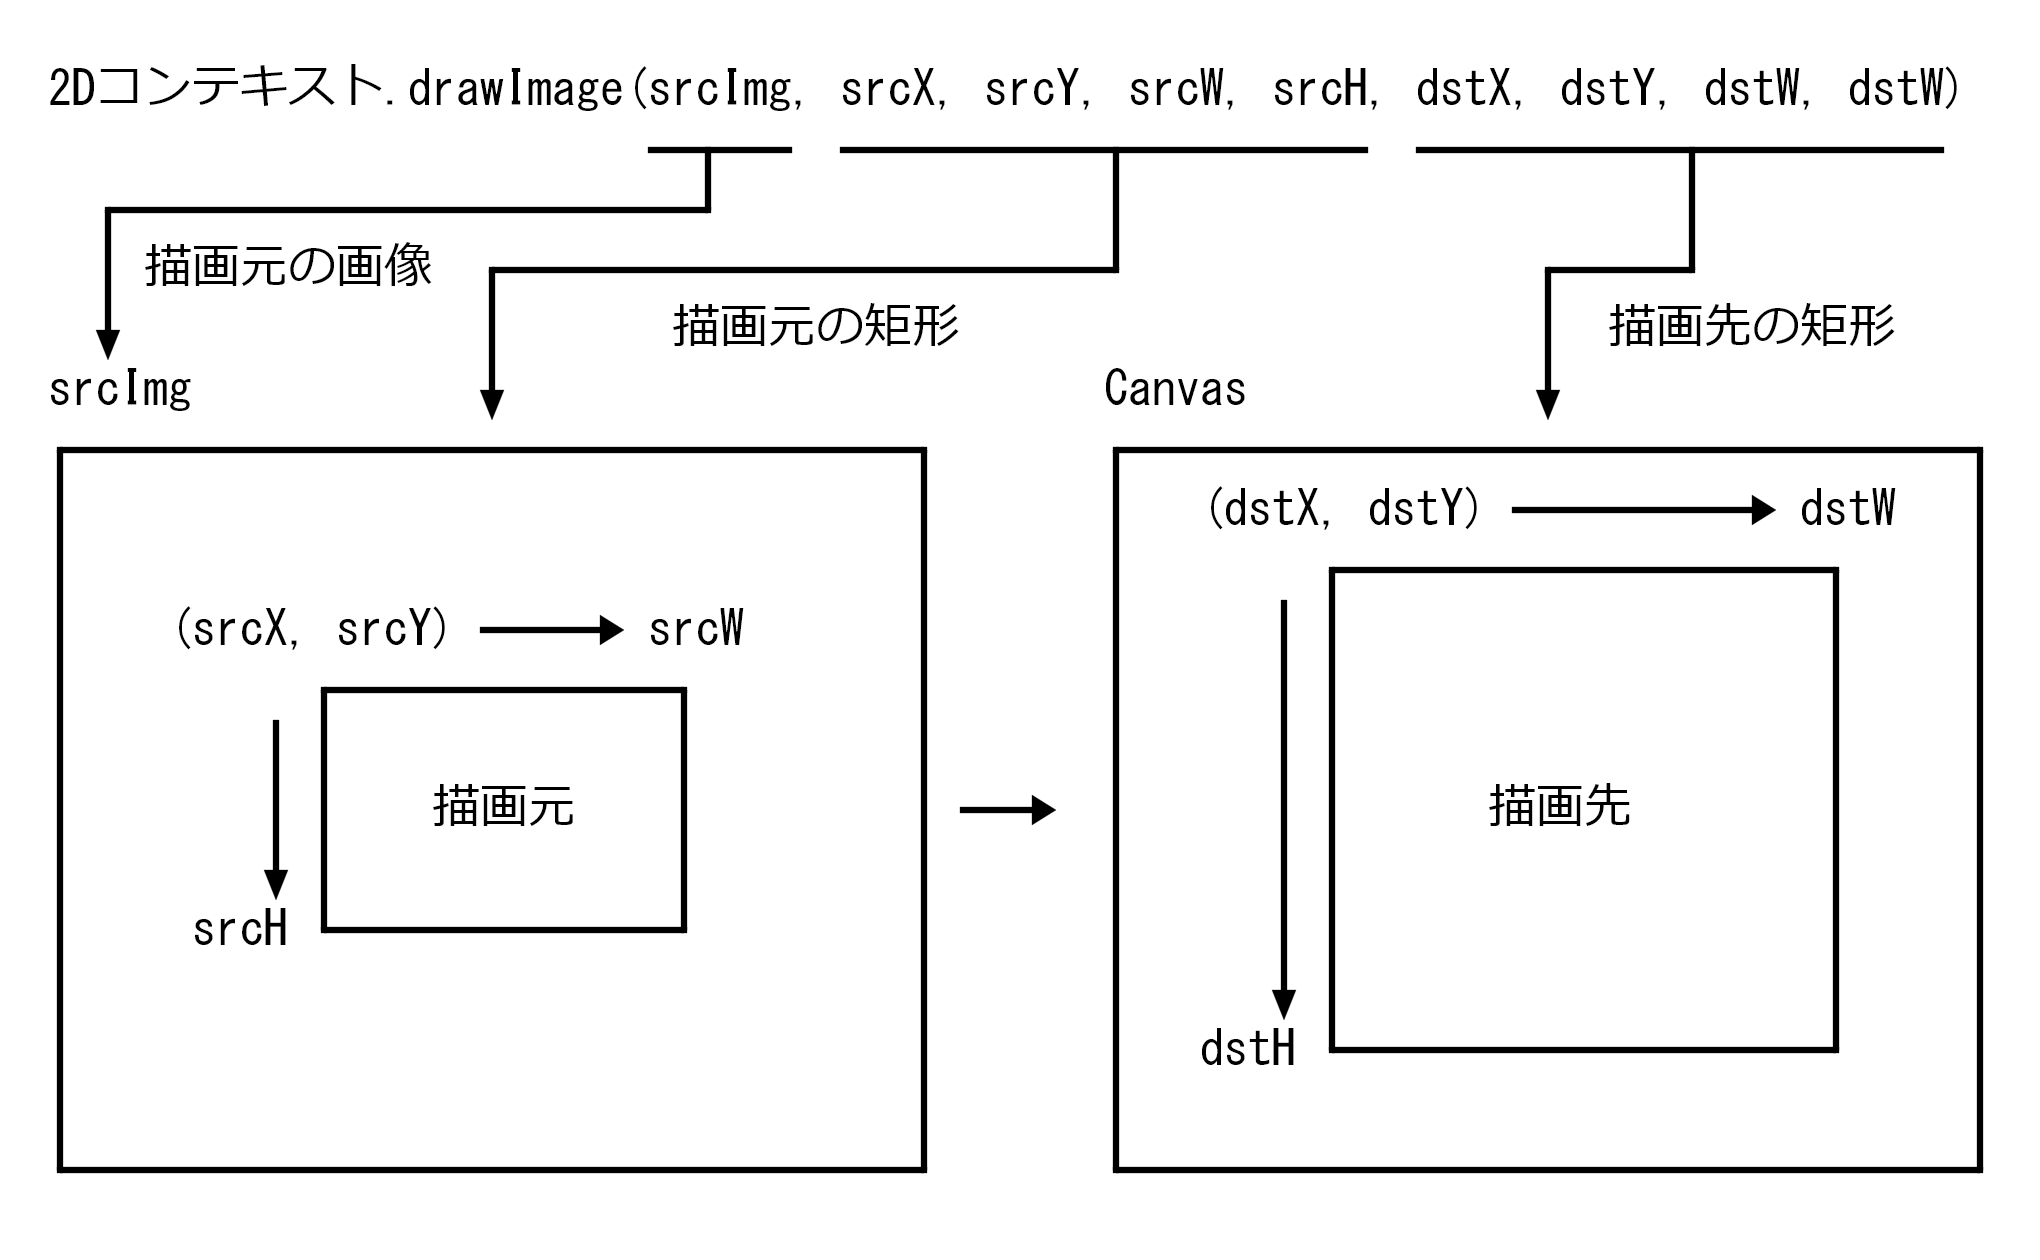 2Dコンテキスト.drawImage(srcImg, srcX, srcY, srcW, srcH, dstX, dstY, dstW, dstW)
描画元の画像
描画元の矩形
描画先の矩形
srcImg
Canvas
(srcX, srcY)
srcW
描画元
srcH
(dstX, dstY)
dstW
描画先
dstH